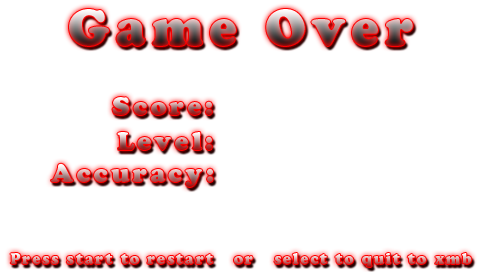 Game Over
Score:
Level:
Accuracy:
Press start to restart or select to quit to xmb